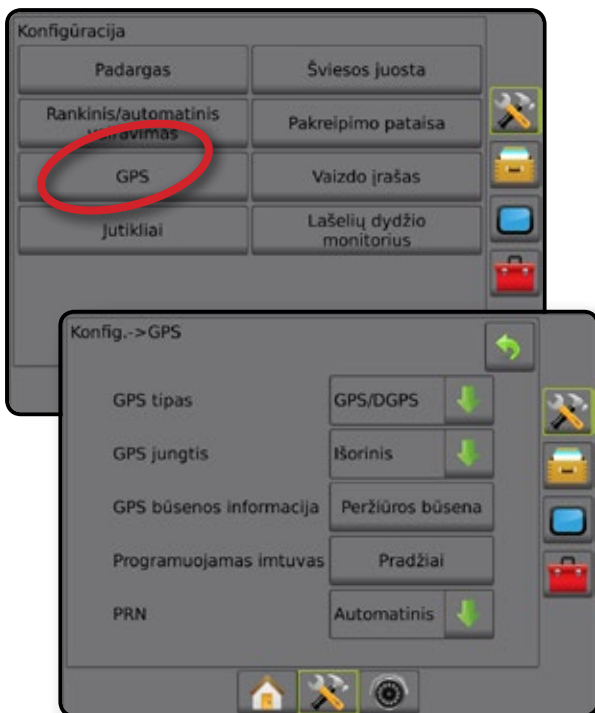 Konfigūracija
Padargas
Šviesos juosta
Rankinis/automatinis
vairavimas
Pakreipimo pataisa
GPS
Vaizdo įrašas
Jutikliai
Lašelių dydžio
monitorius
Konfig.->GPS
GPS tipas
GPS/DGPS
GPS jungtis
Išorinis
GPS būsenos informacija
Peržiūros būsena
Programuojamas imtuvas
Pradžiai
PRN
Automatinis